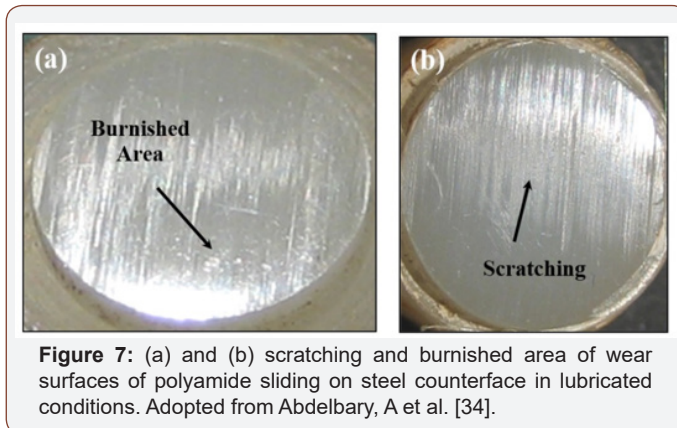 (a)
Burnished
Area
(b)
Scratching
Figure 7: (a) and (b) scratching and burnished area of wear
surfaces of polyamide sliding on steel counterface in lubricated
conditions. Adopted from Abdelbary, A et al. [34].